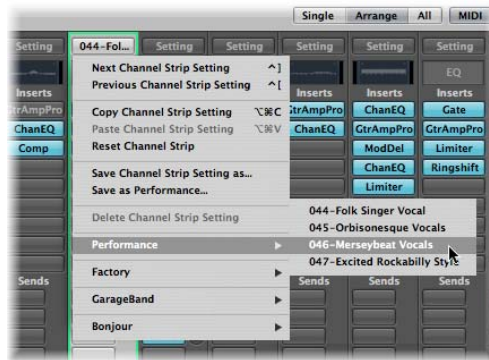 Single Arrange All MIDI
Setting 044-Fol... Setting Setting Setting Setting Setting
Next Channel Strip Setting ^]
Previous Channel Strip Setting ^[
EQ
Inserts Inserts Inserts Inserts
GtrAmpPro GtrAmpPro ChanEQ Gate
Copy Channel Strip Setting ⌥⌘C
ChanEQ Paste Channel Strip Setting ⌥⌘V ChanEQ GtrAmpPro GtrAmpPro
Comp Reset Channel Strip ModDel Limiter
ChanEQ Ringshift
Save Channel Strip Setting as...
Save as Performance... Limiter
Delete Channel Strip Setting
044-Folk Singer Vocal
045-Orbisonesque Vocals
Performance 046-Merseybeat Vocals
047-Excited Rockabilly Style
Factory
Sends Sends Sends Sends
GarageBand
Bonjour